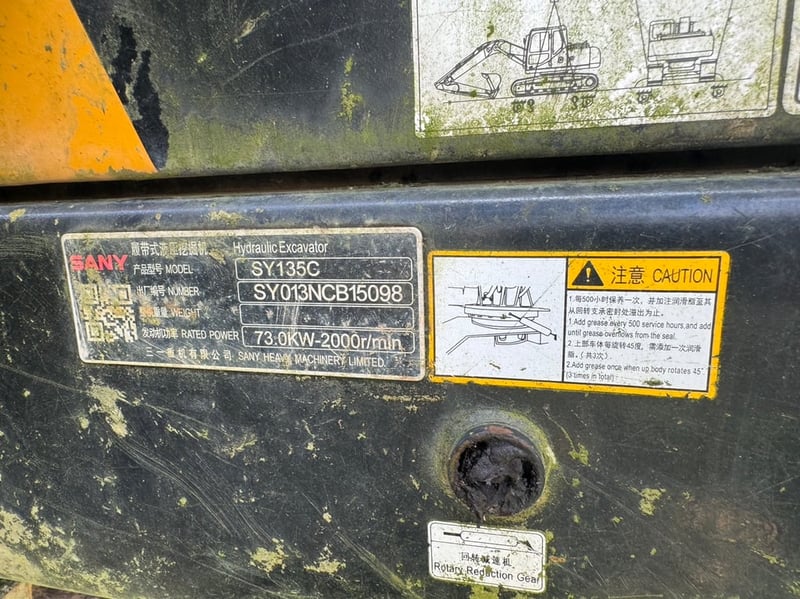 SANY 履带式液压挖掘机 Hydraulic Excavator
产品型号 MODEL SY135C
出厂编号 NUMBER SY013NCB15098
重量 WEIGHT
发动机功率 RATED POWER 73.0KW-2000r/min
三一重机有限公司 SANY HEAVY MACHINERY LIMITED.
注意 CAUTION
1.每500小时保养一次，并加注润滑脂至其
从回转支承密封处溢出为止。
1.Add grease every 500 service hours,and add
until grease overflows from the seal.
2.上部车体每旋转45度，需添加一次润滑
脂。(共3次)
2.Add grease once when up body rotates 45°
(3 times in total)
回转减速机
Rotary Reduction Gear